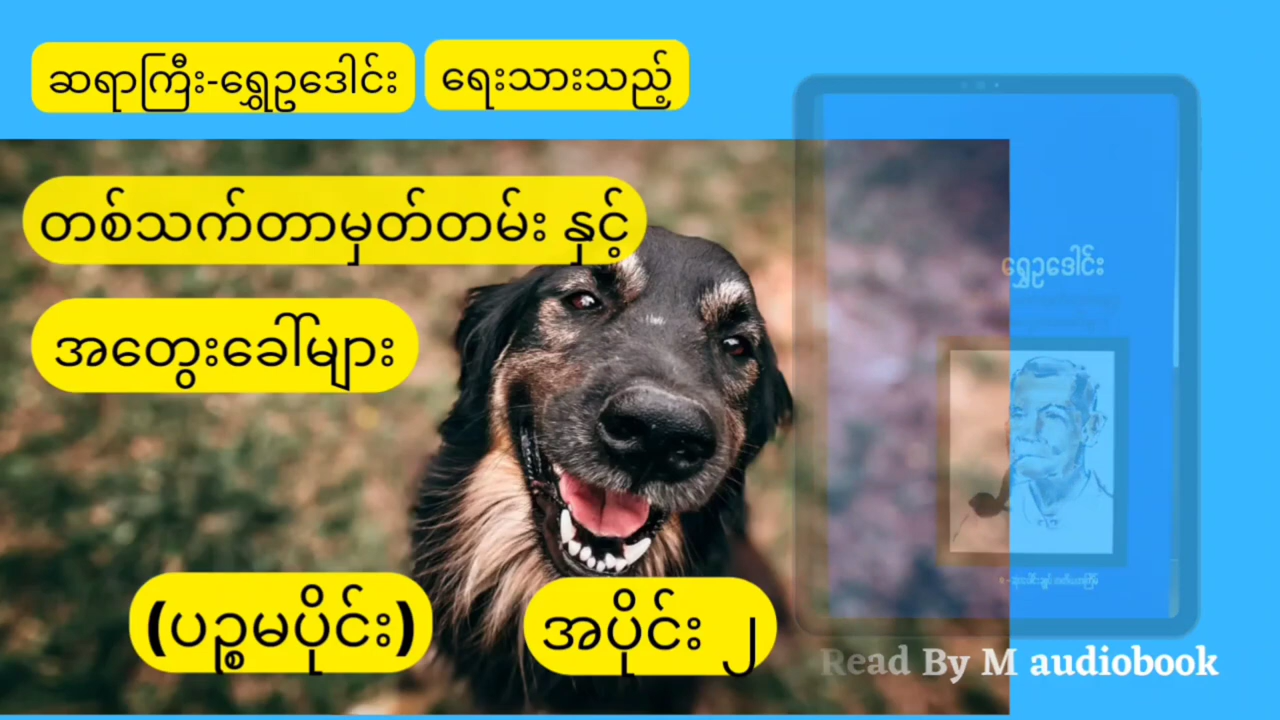 ဆရာကြီး-ရွှေဥဒေါင်း ရေးသားသည့်
တစ်သက်တာမှတ်တမ်း နှင့်
အတွေးခေါ်များ
ရွှေဥဒေါင်း
(ပဉ္စမပိုင်း) အပိုင်း ၂
Read By M audiobook